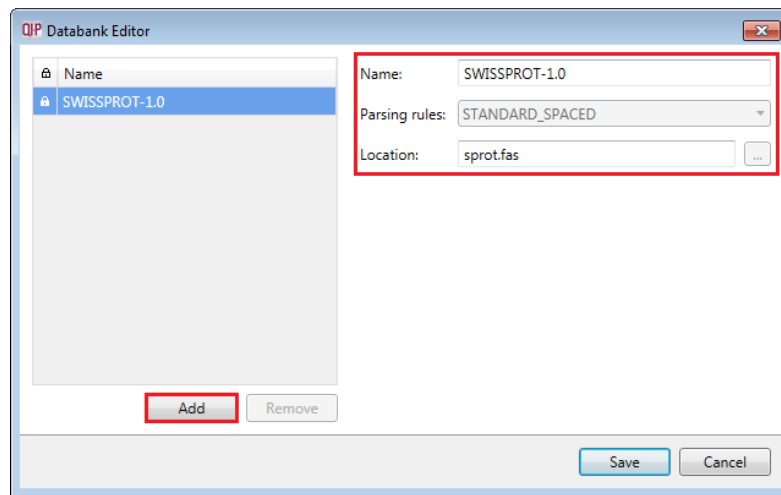 QIP Databank Editor
Name
SWISSPROT-1.0
Name: SWISSPROT-1.0
Parsing rules: STANDARD_SPACED
Location: sprot.fas ...
Add Remove
Save Cancel